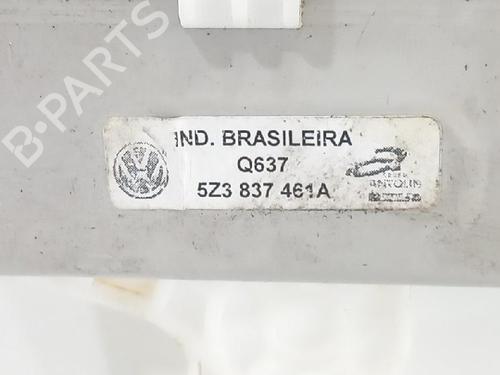 B-PARTS
IND. BRASILEIRA
Q637
5Z3 837 461A
ANTOLIN